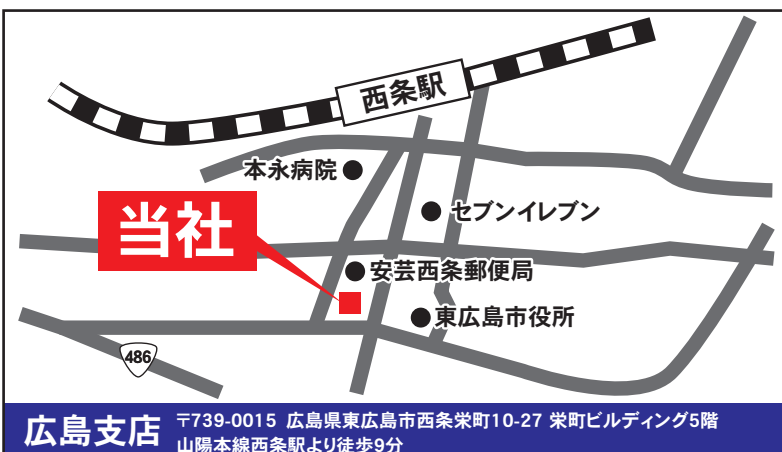 西条駅
本永病院
セブンイレブン
当社
安芸西条郵便局
東広島市役所
486
広島支店
〒739-0015 広島県東広島市西条栄町10-27 栄町ビルディング5階
山陽本線西条駅より徒歩9分